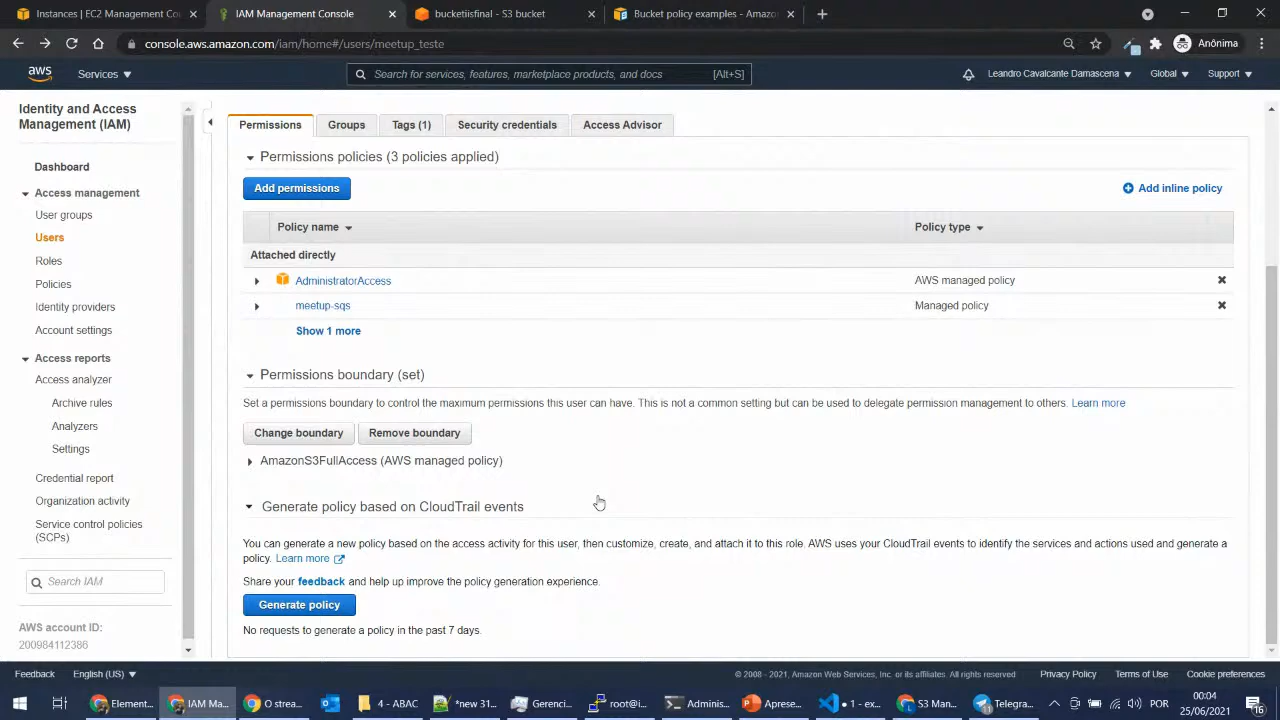 Instances | EC2 Management Co
IAM Management Console
bucketiisfinal - S3 bucket
Bucket policy examples - Amazo
console.aws.amazon.com/iam/home#/users/meetup_teste
Anônima
aws
Services
Search for services, features, marketplace products, and docs
[Alt+S]
Leandro Cavalcante Damascena
Global
Support
Identity and Access
Management (IAM)
Dashboard
Access management
User groups
Users
Roles
Policies
Identity providers
Account settings
Access reports
Access analyzer
Archive rules
Analyzers
Settings
Credential report
Organization activity
Service control policies
(SCPs)
Search IAM
AWS account ID:
200984112386
Permissions
Groups
Tags (1)
Security credentials
Access Advisor
Permissions policies (3 policies applied)
Add permissions
Add inline policy
Policy name
Policy type
Attached directly
AdministratorAccess
AWS managed policy
meetup-sqs
Managed policy
Show 1 more
Permissions boundary (set)
Set a permissions boundary to control the maximum permissions this user can have. This is not a common setting but can be used to delegate permission management to others. Learn more
Change boundary
Remove boundary
AmazonS3FullAccess (AWS managed policy)
Generate policy based on CloudTrail events
You can generate a new policy based on the access activity for this user, then customize, create, and attach it to this role. AWS uses your CloudTrail events to identify the services and actions used and generate a
policy. Learn more
Share your feedback and help up improve the policy generation experience.
Generate policy
No requests to generate a policy in the past 7 days.
Feedback
English (US)
© 2008 - 2021, Amazon Web Services, Inc. or its affiliates. All rights reserved.
Privacy Policy
Terms of Use
Cookie preferences
Element...
IAM Ma...
O strea...
4 - ABAC
*new 31...
Gerenci...
root@...
Adminis...
Aprese...
● 1 - ex...
S3 Man...
11
Telegra...
POR
00:04
25/06/2021
16